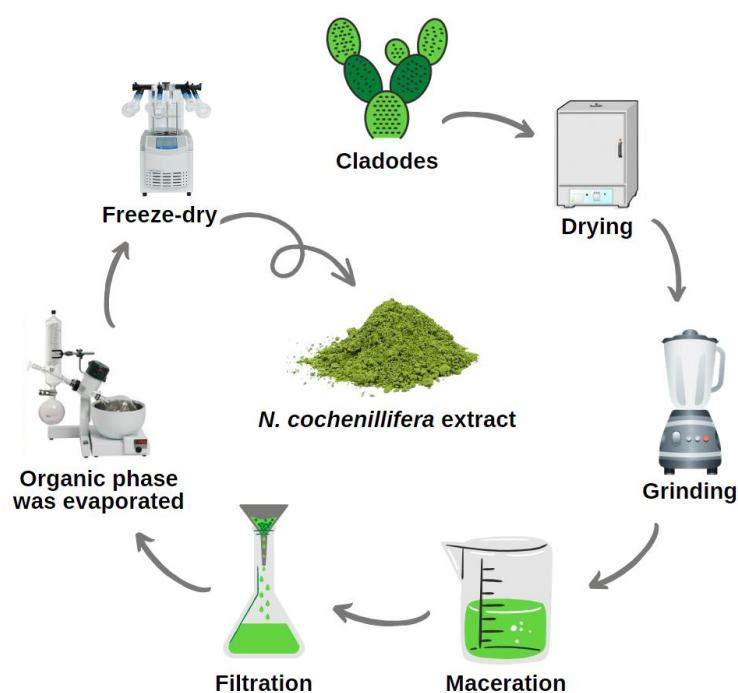 Cladodes
Drying
Grinding
Maceration
Filtration
Organic phase
was evaporated
Freeze-dry
N. cochenillifera extract